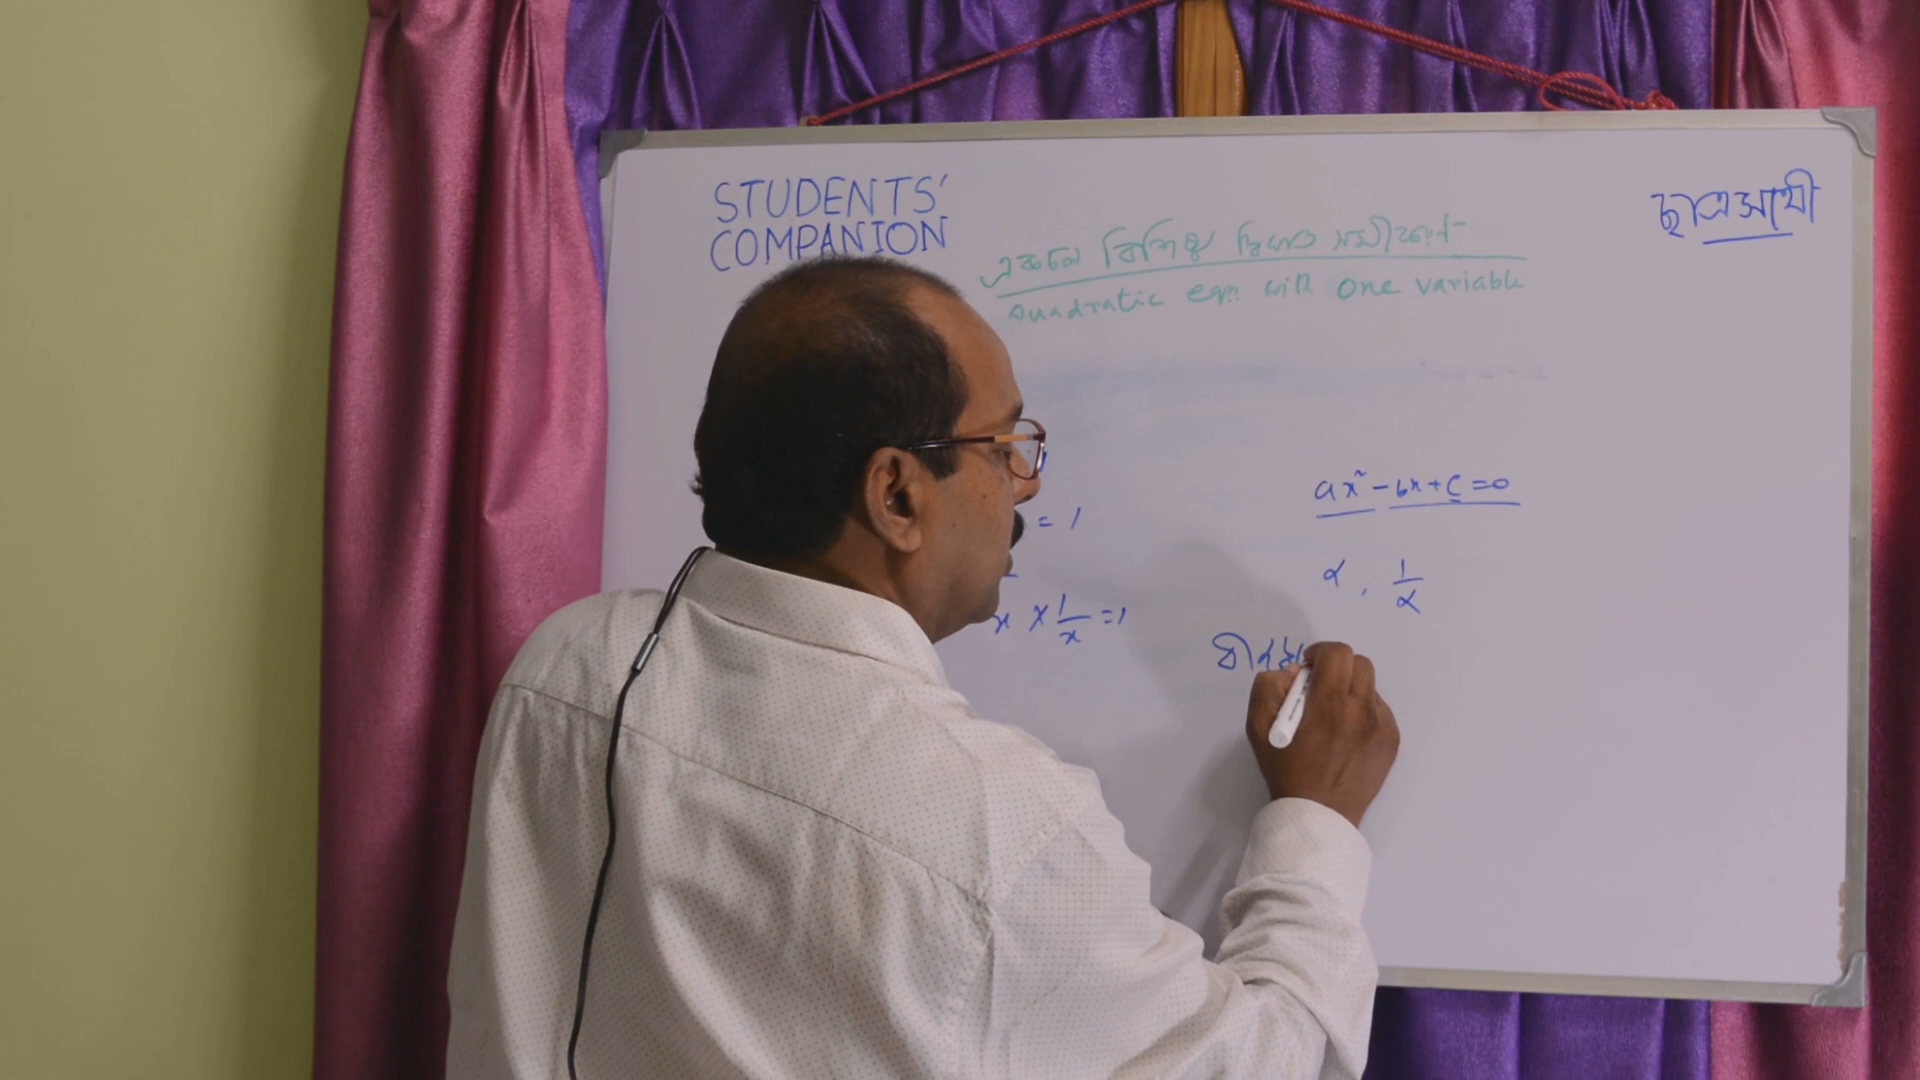 STUDENTS'
COMPANION
ছাত্রসাথী
একচল বিশিষ্ট দ্বিঘাত সমীকরণ
Quadratic eqn with One variable
ax² - bx + c = 0
= 1
α, 1/α
x × 1/x = 1